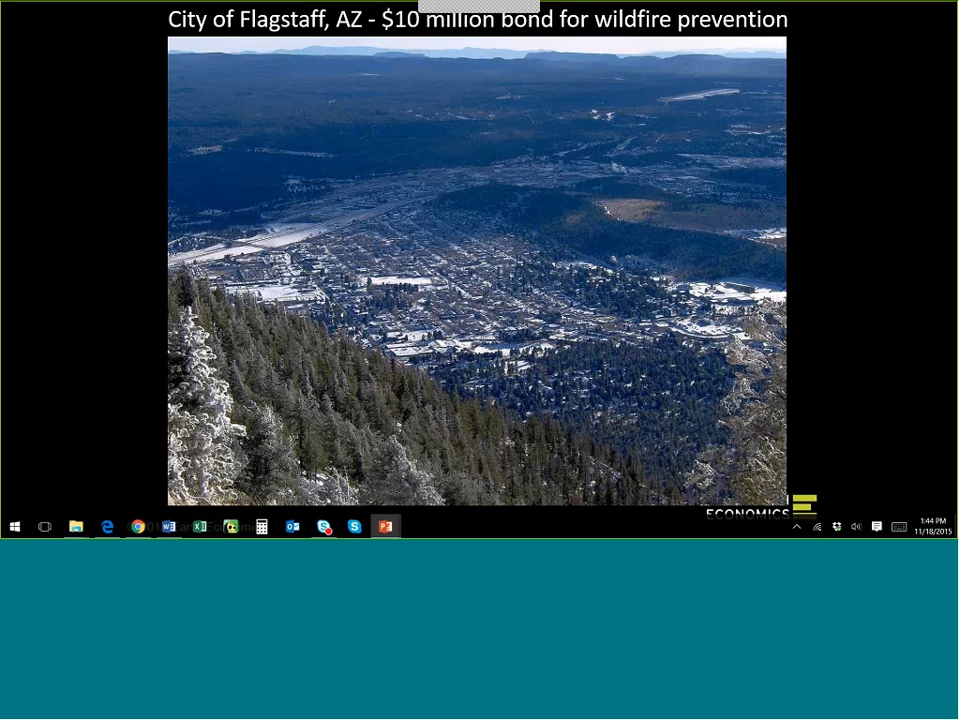 City of Flagstaff, AZ - $10 million bond for wildfire prevention
ECONOMICS
1:44 PM
11/18/2015